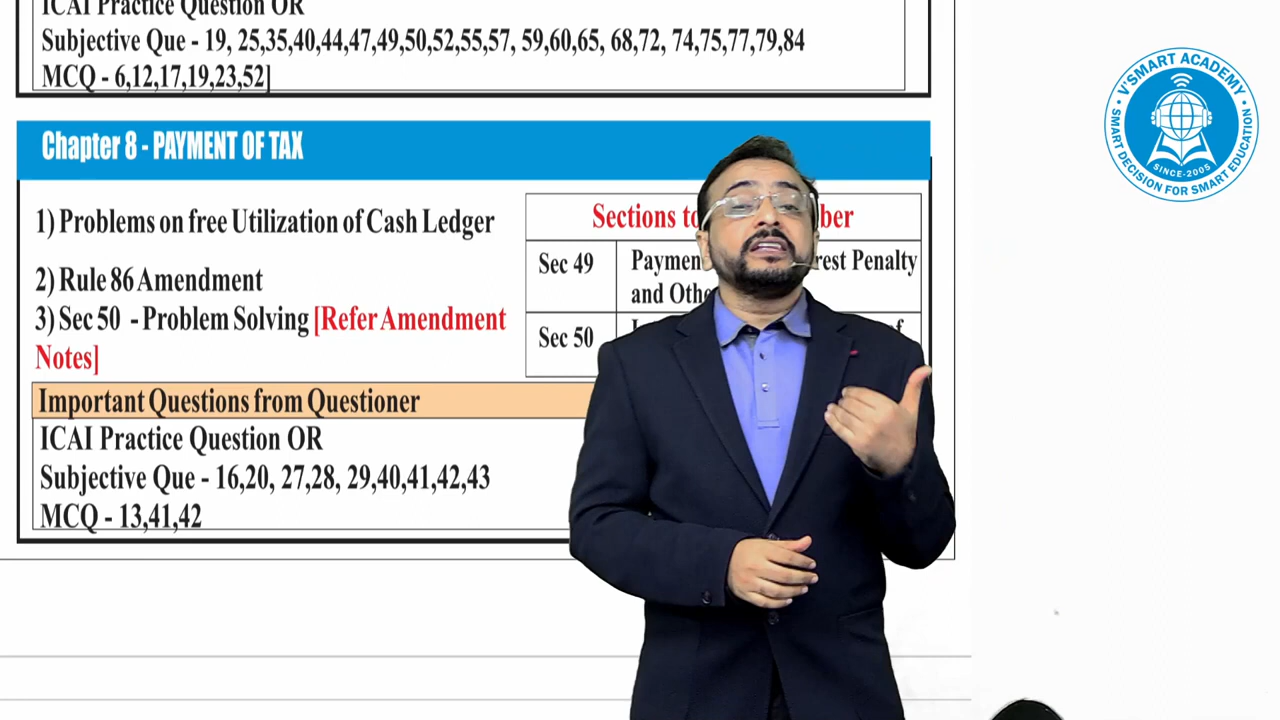 ICAI Practice Question OR
Subjective Que - 19, 25,35,40,44,47,49,50,52,55,57, 59,60,65, 68,72, 74,75,77,79,84
MCQ - 6,12,17,19,23,52]
Chapter 8 - PAYMENT OF TAX
1) Problems on free Utilization of Cash Ledger
2) Rule 86 Amendment
3) Sec 50 - Problem Solving [Refer Amendment
Notes]
Sections
Sec 49
Penalty
and
Sec 50
Important Questions from Questioner
ICAI Practice Question OR
Subjective Que - 16,20, 27,28, 29,40,41,42,43
MCQ - 13,41,42
V'SMART ACADEMY
SINCE-2005
SMART DECISION FOR SMART EDUCATION